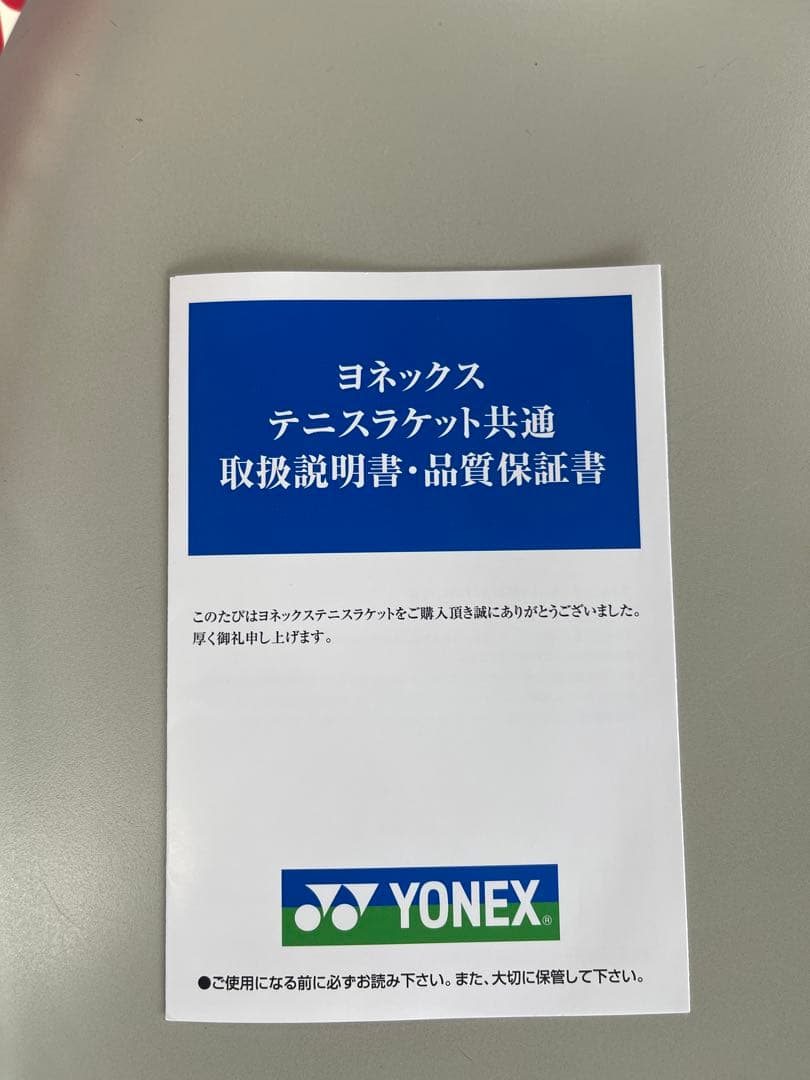 ヨネックス
テニスラケット共通
取扱説明書・品質保証書
このたびはヨネックステニスラケットをご購入頂き誠にありがとうございました。
厚く御礼申し上げます。
YONEX®
●ご使用になる前に必ずお読み下さい。また、大切に保管して下さい。